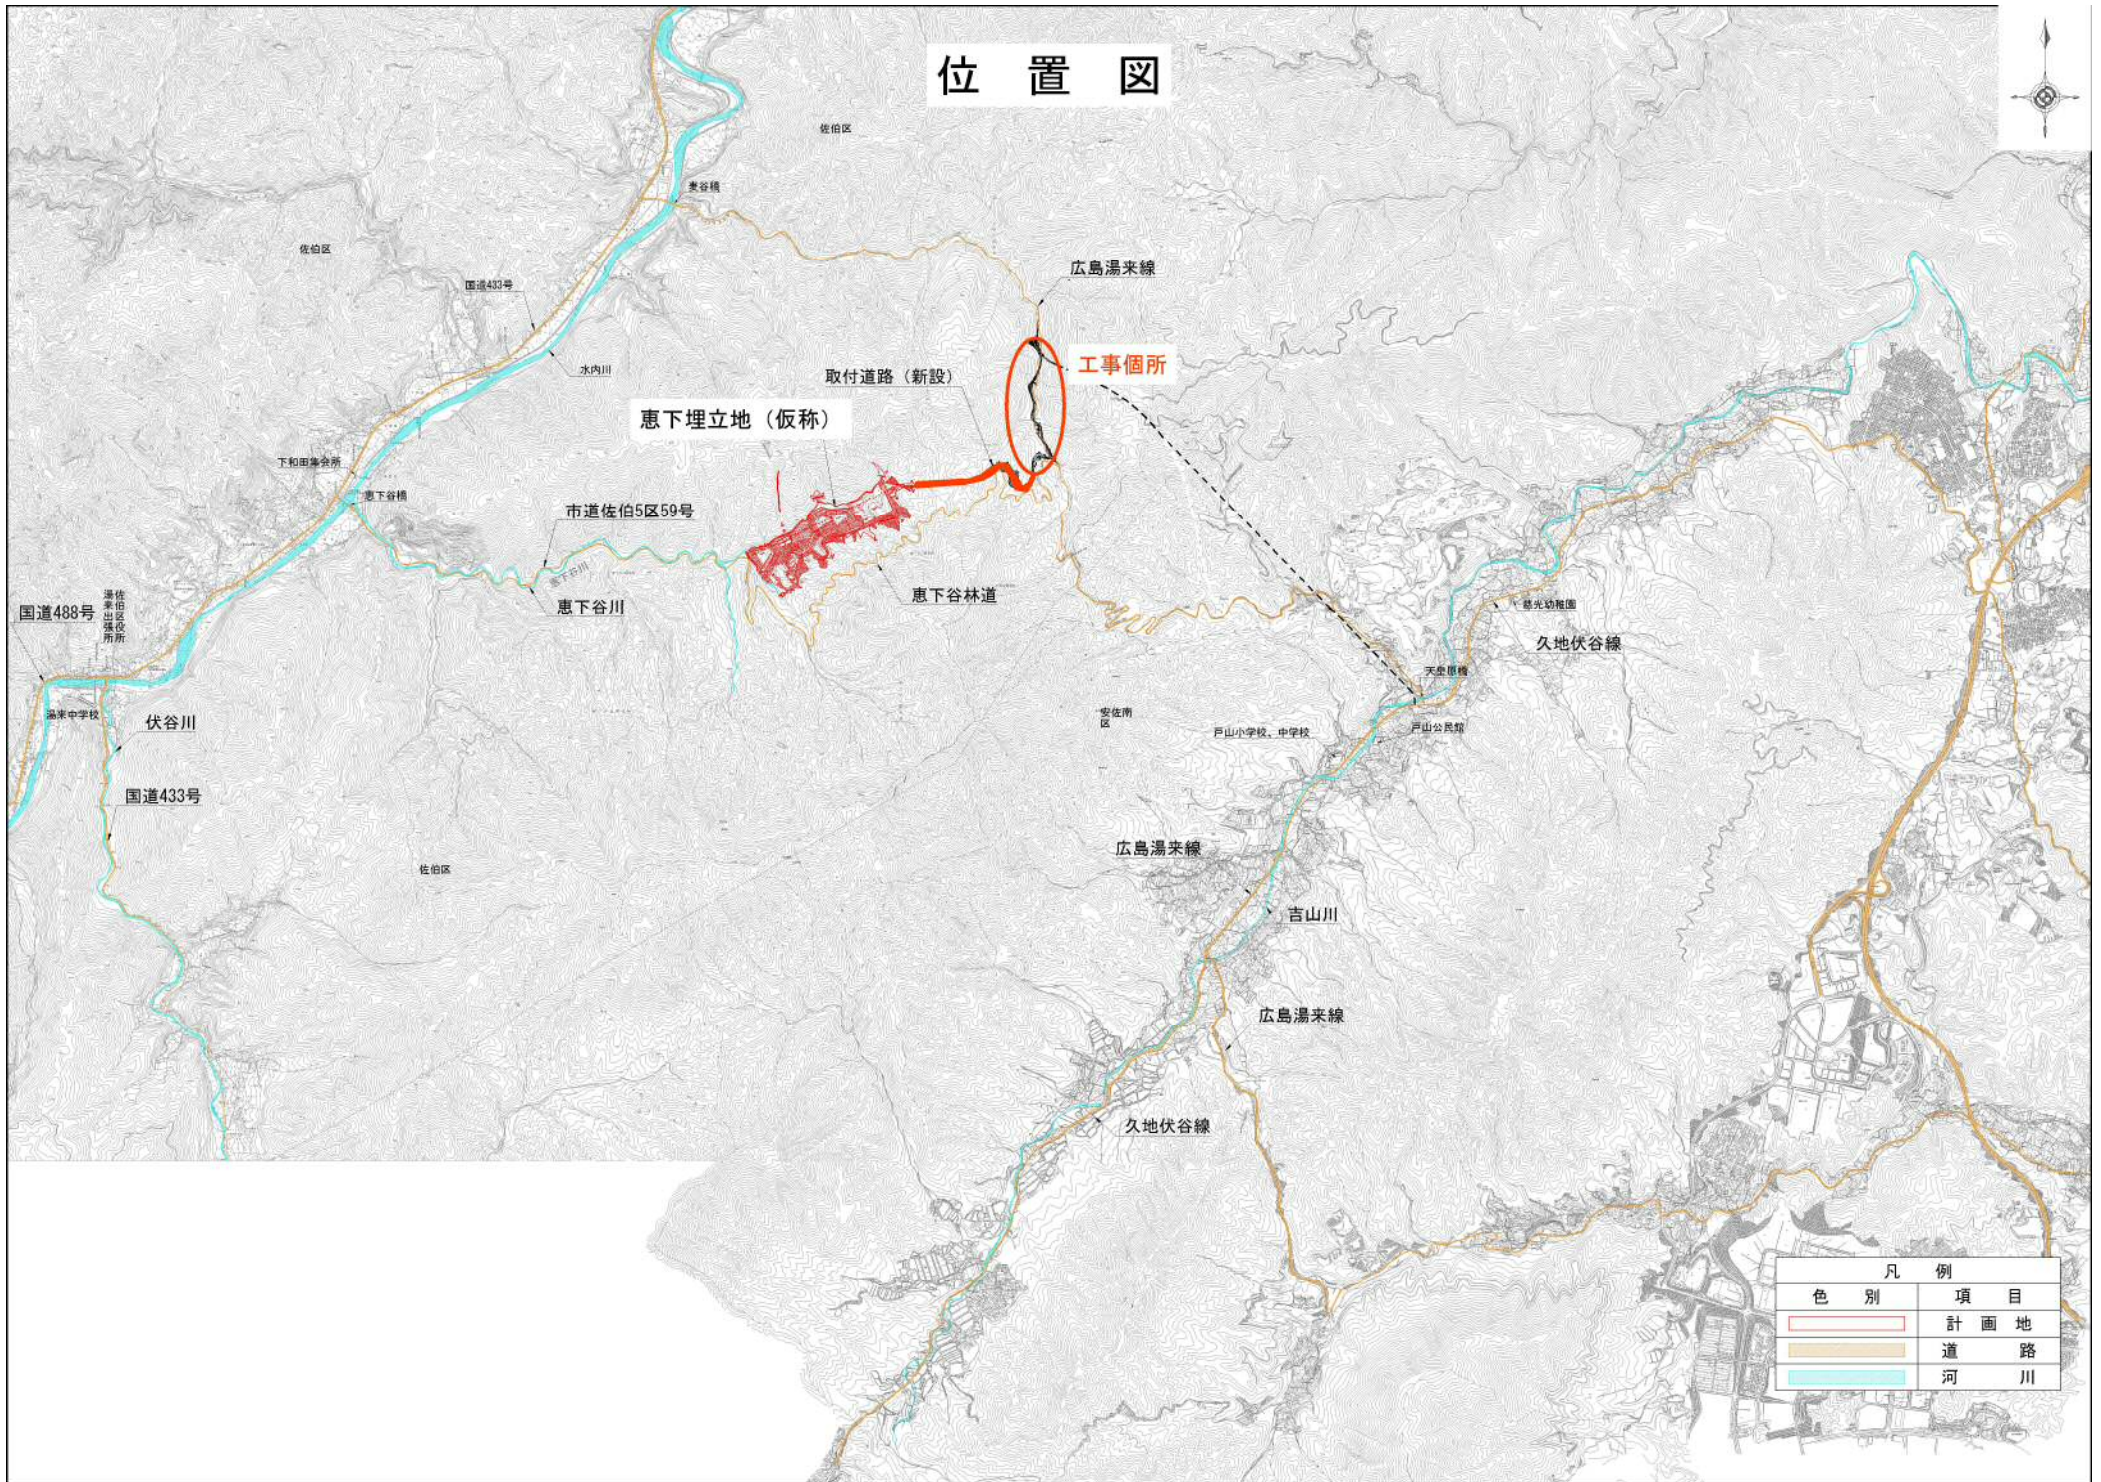 位置図
佐伯区
麦谷橋
佐伯区
広島湯来線
国道433号
工事個所
水内川
取付道路（新設）
恵下埋立地（仮称）
下和田集会所
恵下谷橋
市道佐伯5区59号
恵下谷川
恵下谷川
恵下谷林道
国道488号
佐伯区役所
湯来出張所
慈光幼稚園
久地伏谷線
天皇原橋
湯来中学校
伏谷川
安佐南
区
戸山小学校、中学校
戸山公民館
国道433号
広島湯来線
佐伯区
吉山川
広島湯来線
久地伏谷線
凡例
色別 項目
計画地
道路
河川